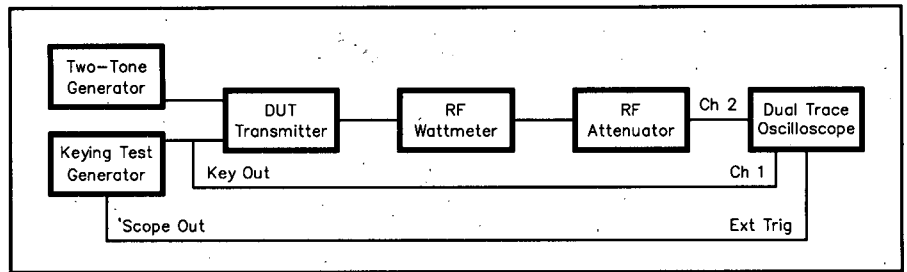 Two-Tone
Generator
DUT
Transmitter
RF
Wattmeter
RF
Attenuator
Ch 2
Dual Trace
Oscilloscope
Keying Test
Generator
Key Out
Ch 1
'Scope Out
Ext Trig